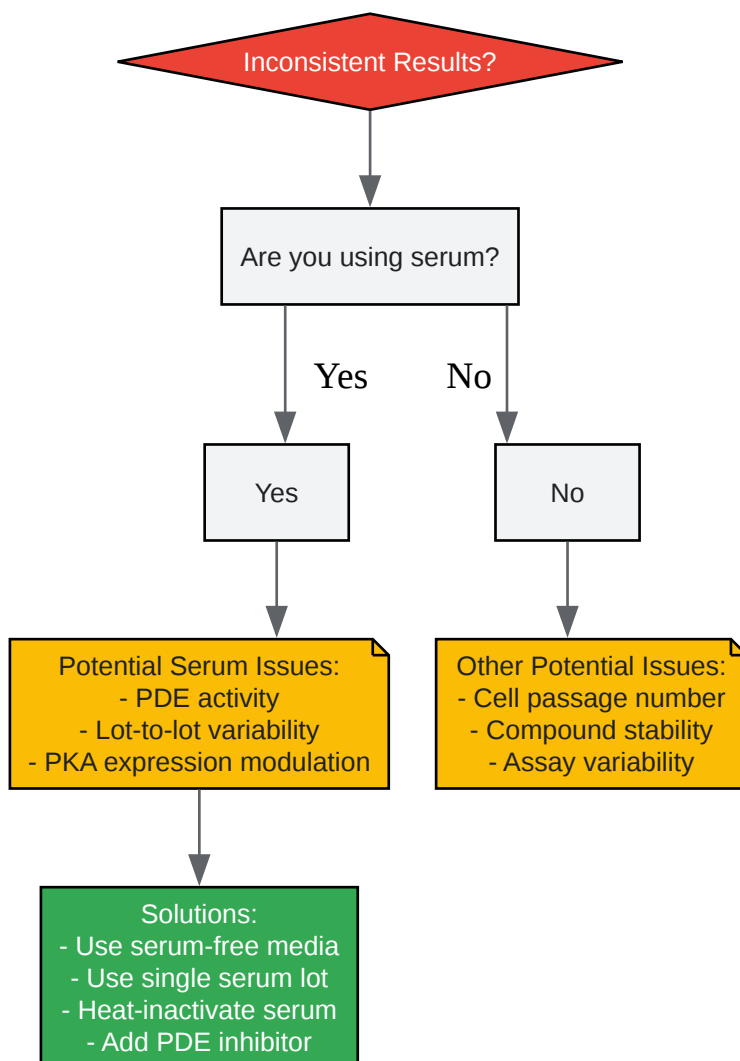 Inconsistent Results?
Are you using serum?
Yes
No
Yes
No
Potential Serum Issues:
- PDE activity
- Lot-to-lot variability
- PKA expression modulation
Other Potential Issues:
- Cell passage number
- Compound stability
- Assay variability
Solutions:
- Use serum-free media
- Use single serum lot
- Heat-inactivate serum
- Add PDE inhibitor